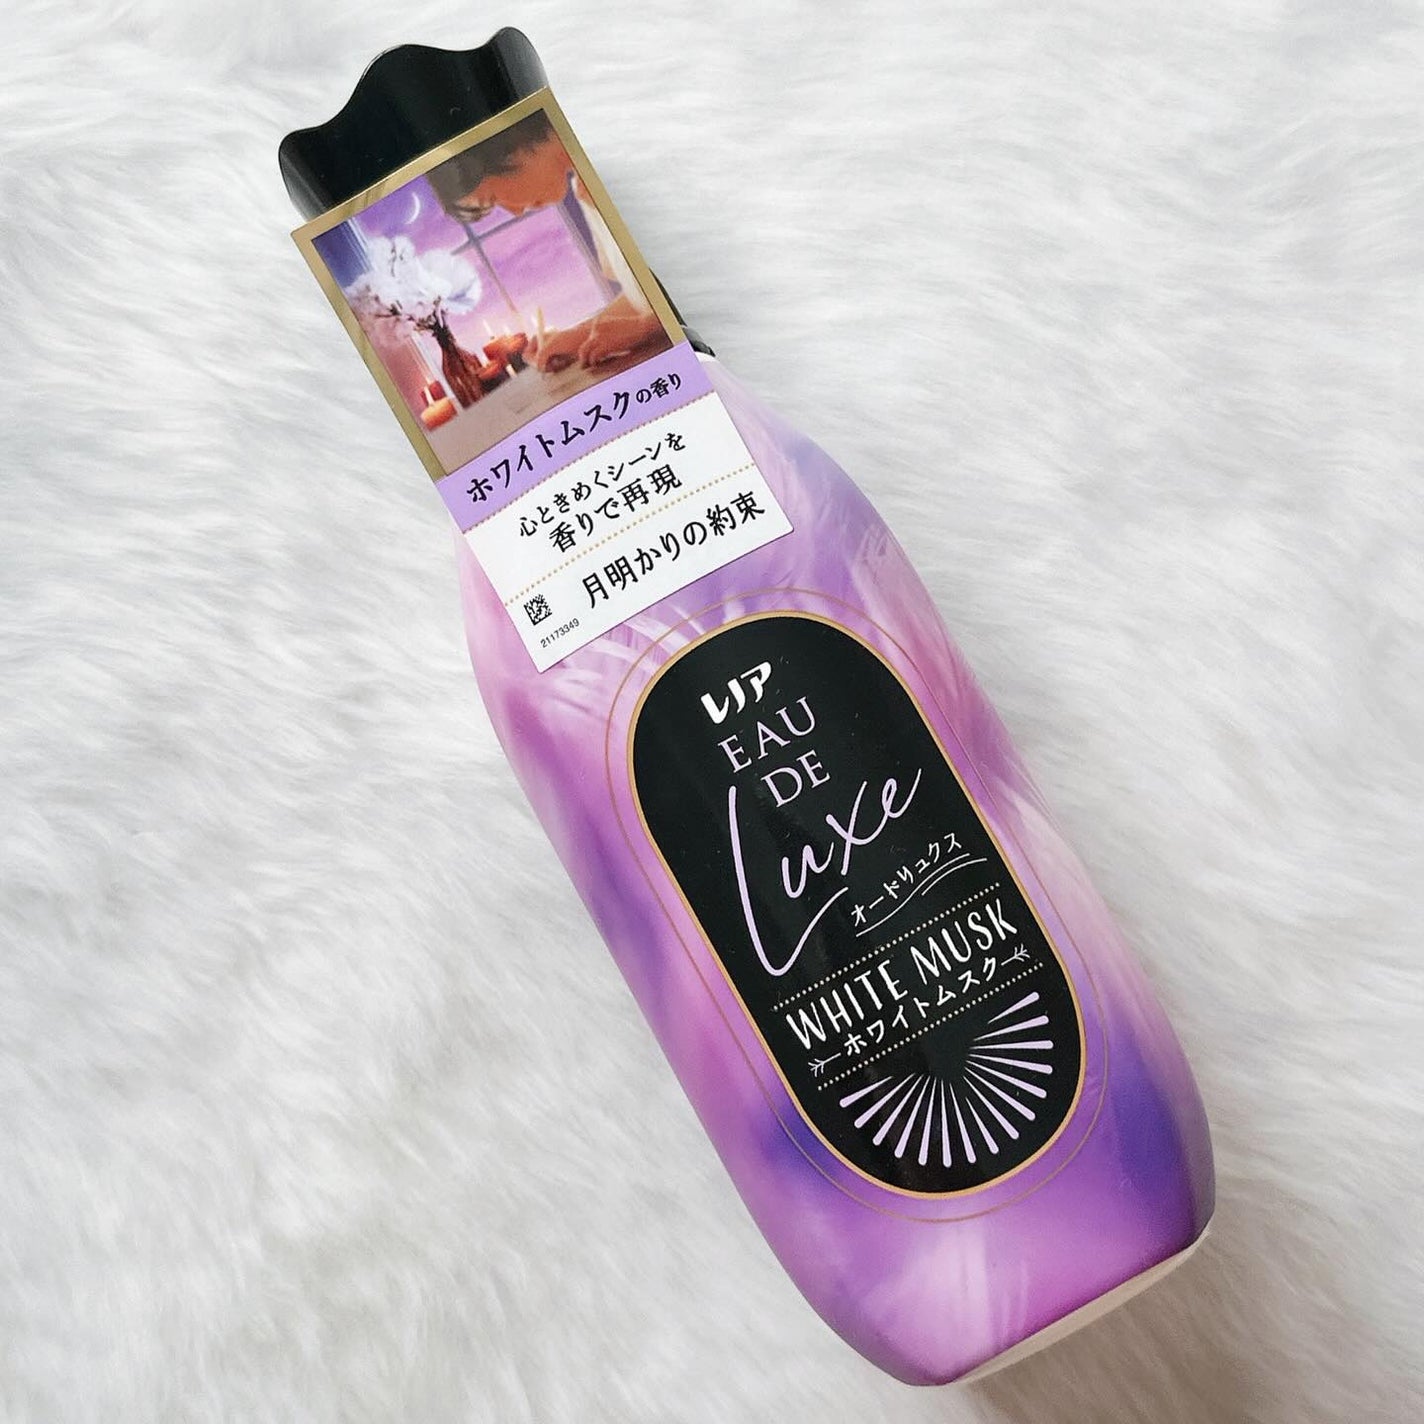 ホワイトムスクの香り
心ときめくシーンを
香りで再現
月明かりの約束
21173349
レノア
EAU
DE
Luxe
オードリュクス
WHITE MUSK
ホワイトムスク